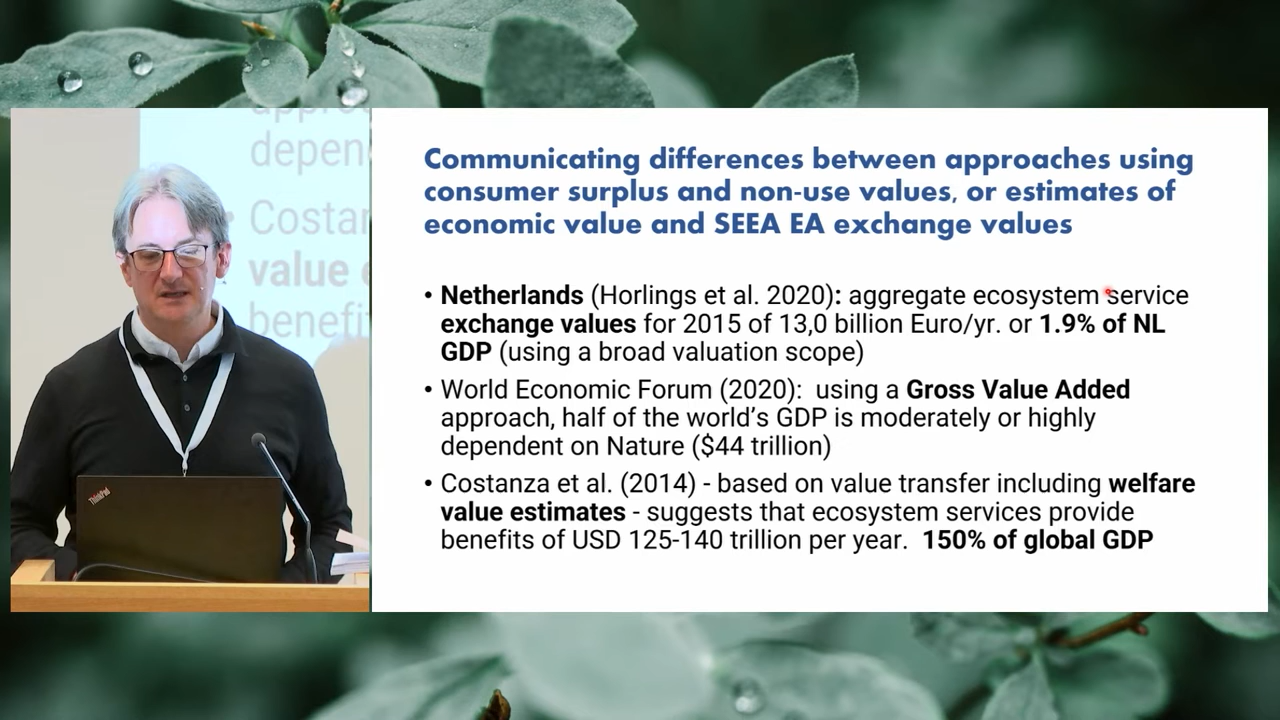 Communicating differences between approaches using
consumer surplus and non-use values, or estimates of
economic value and SEEA EA exchange values
• Netherlands (Horlings et al. 2020): aggregate ecosystem service
exchange values for 2015 of 13,0 billion Euro/yr. or 1.9% of NL
GDP (using a broad valuation scope)
• World Economic Forum (2020):  using a Gross Value Added
approach, half of the world's GDP is moderately or highly
dependent on Nature ($44 trillion)
• Costanza et al. (2014) - based on value transfer including welfare
value estimates - suggests that ecosystem services provide
benefits of USD 125-140 trillion per year.  150% of global GDP
depen
Costa
value e
benefi
ThinkPad